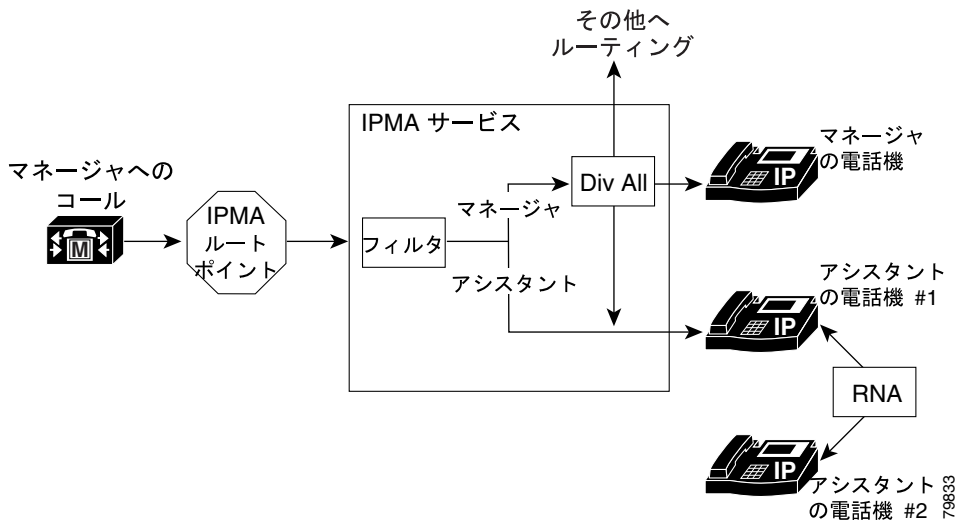 その他へ
ルーティング
IPMA サービス
マネージャへの
コール
M
IPMA
ルート
ポイント
フィルタ
マネージャ
アシスタント
Div All
マネージャ
の電話機
IP
アシスタント
の電話機 #1
IP
RNA
IP
アシスタント
の電話機 #2
79833